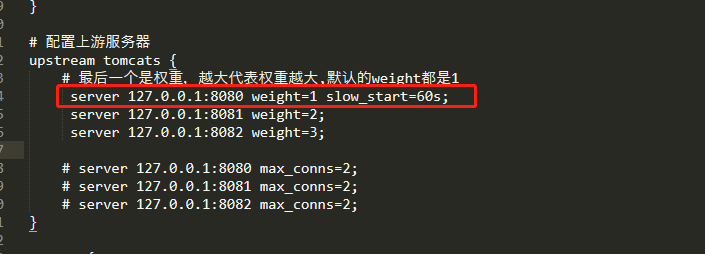 }
# 配置上游服务器
upstream tomcats {
# 最后一个是权重, 越大代表权重越大,默认的weight都是1
server 127.0.0.1:8080 weight=1 slow_start=60s;
server 127.0.0.1:8081 weight=2;
server 127.0.0.1:8082 weight=3;
# server 127.0.0.1:8080 max_conns=2;
# server 127.0.0.1:8081 max_conns=2;
# server 127.0.0.1:8082 max_conns=2;
}